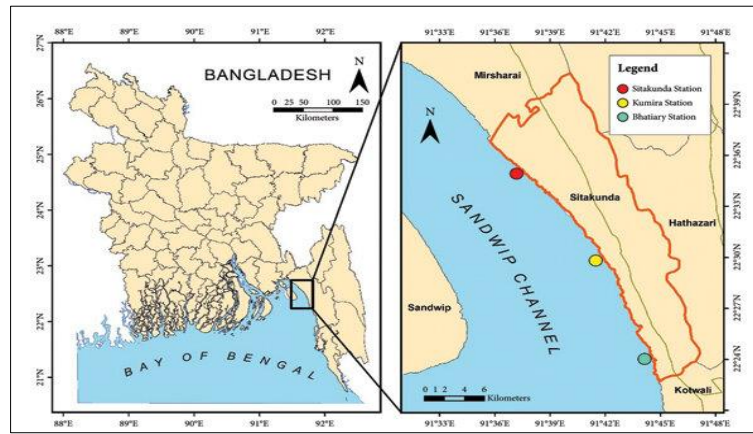 88°E 89°E 90°E 91°E 92°E
27°N
26°N
25°N
24°N
23°N
22°N
21°N
BANGLADESH
N
0 25 50 100 150
Kilometers
BAY OF BENGAL
88°E 89°E 90°E 91°E 92°E
91°33'E 91°36'E 91°39'E 91°42'E 91°45'E 91°48'E
Mirsharai
Legend
Sitakunda Station
Kumira Station
Bhatiary Station
N
Sitakunda
Hathazari
SANDWIP CHANNEL
Sandwip
Kotwali
0 1 2 4 6
Kilometers
22°39'N
22°36'N
22°33'N
22°30'N
22°27'N
22°24'N
91°33'E 91°36'E 91°39'E 91°42'E 91°45'E 91°48'E